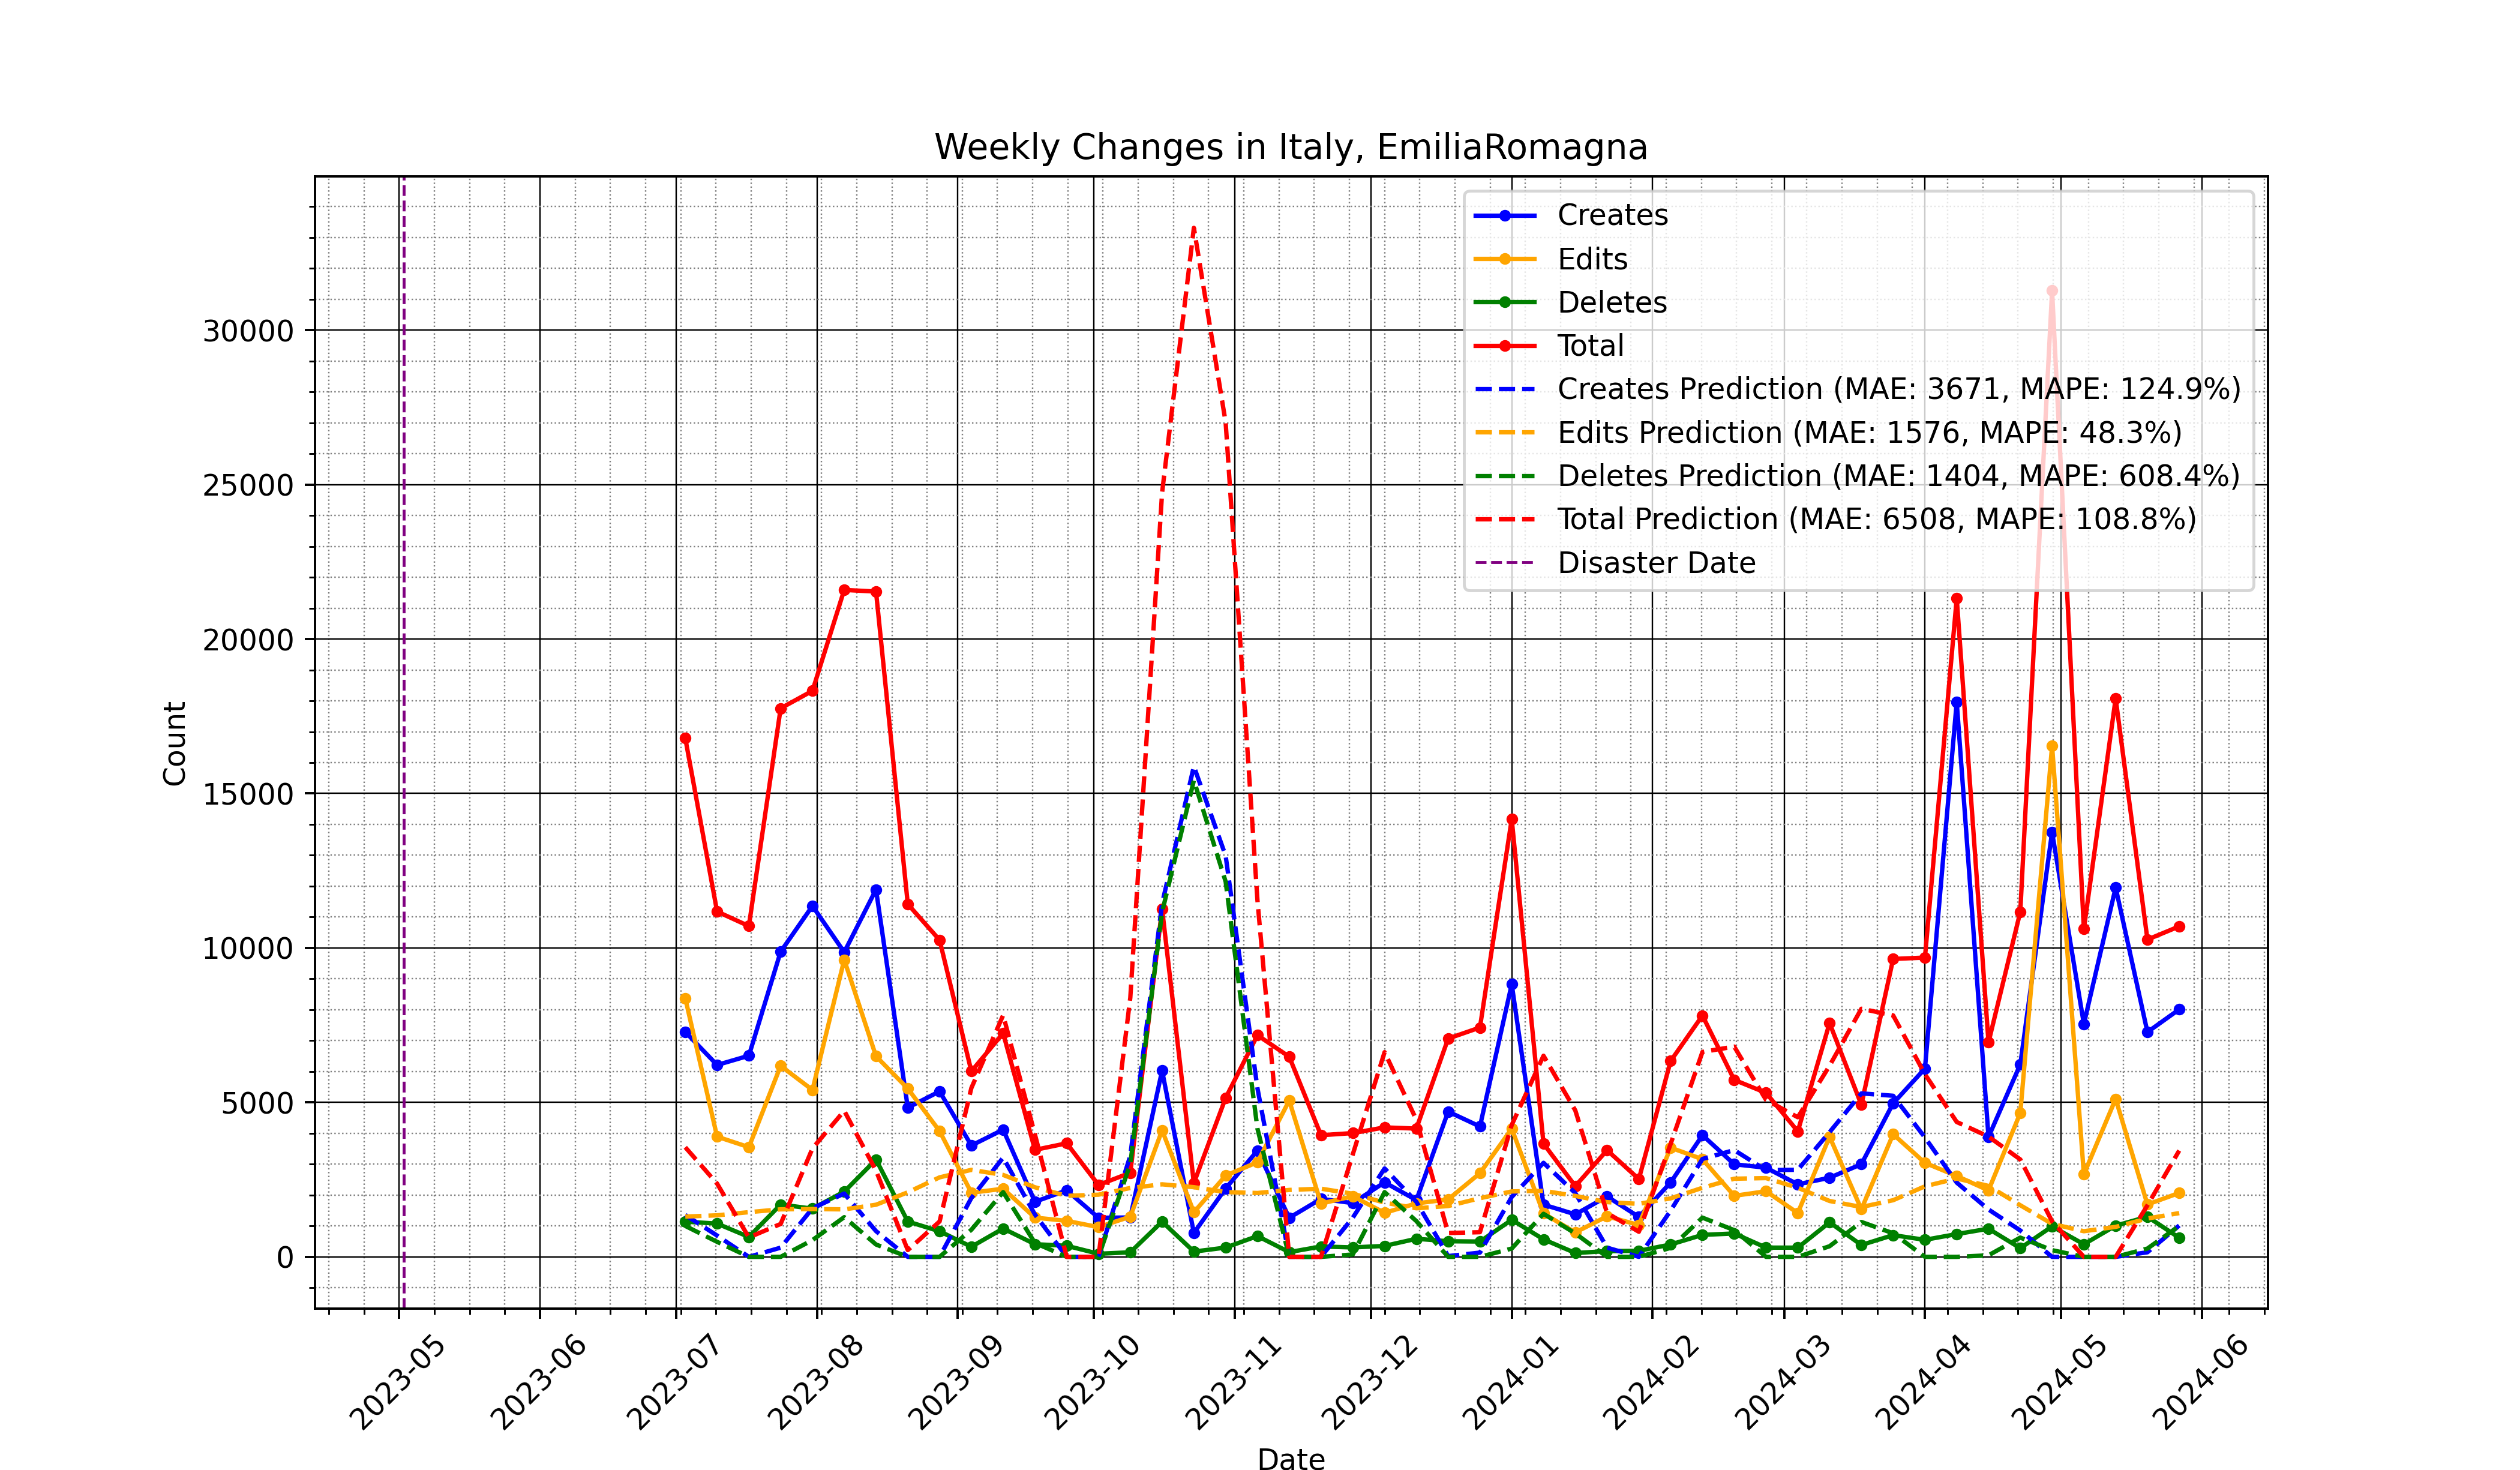 Weekly Changes in Italy, EmiliaRomagna
Creates
Edits
Deletes
Total
Creates Prediction (MAE: 3671, MAPE: 124.9%)
Edits Prediction (MAE: 1576, MAPE: 48.3%)
Deletes Prediction (MAE: 1404, MAPE: 608.4%)
Total Prediction (MAE: 6508, MAPE: 108.8%)
Disaster Date
Count
30000
25000
20000
15000
10000
5000
0
2023-05
2023-06
2023-07
2023-08
2023-09
2023-10
2023-11
2023-12
2024-01
2024-02
2024-03
2024-04
2024-05
2024-06
Date